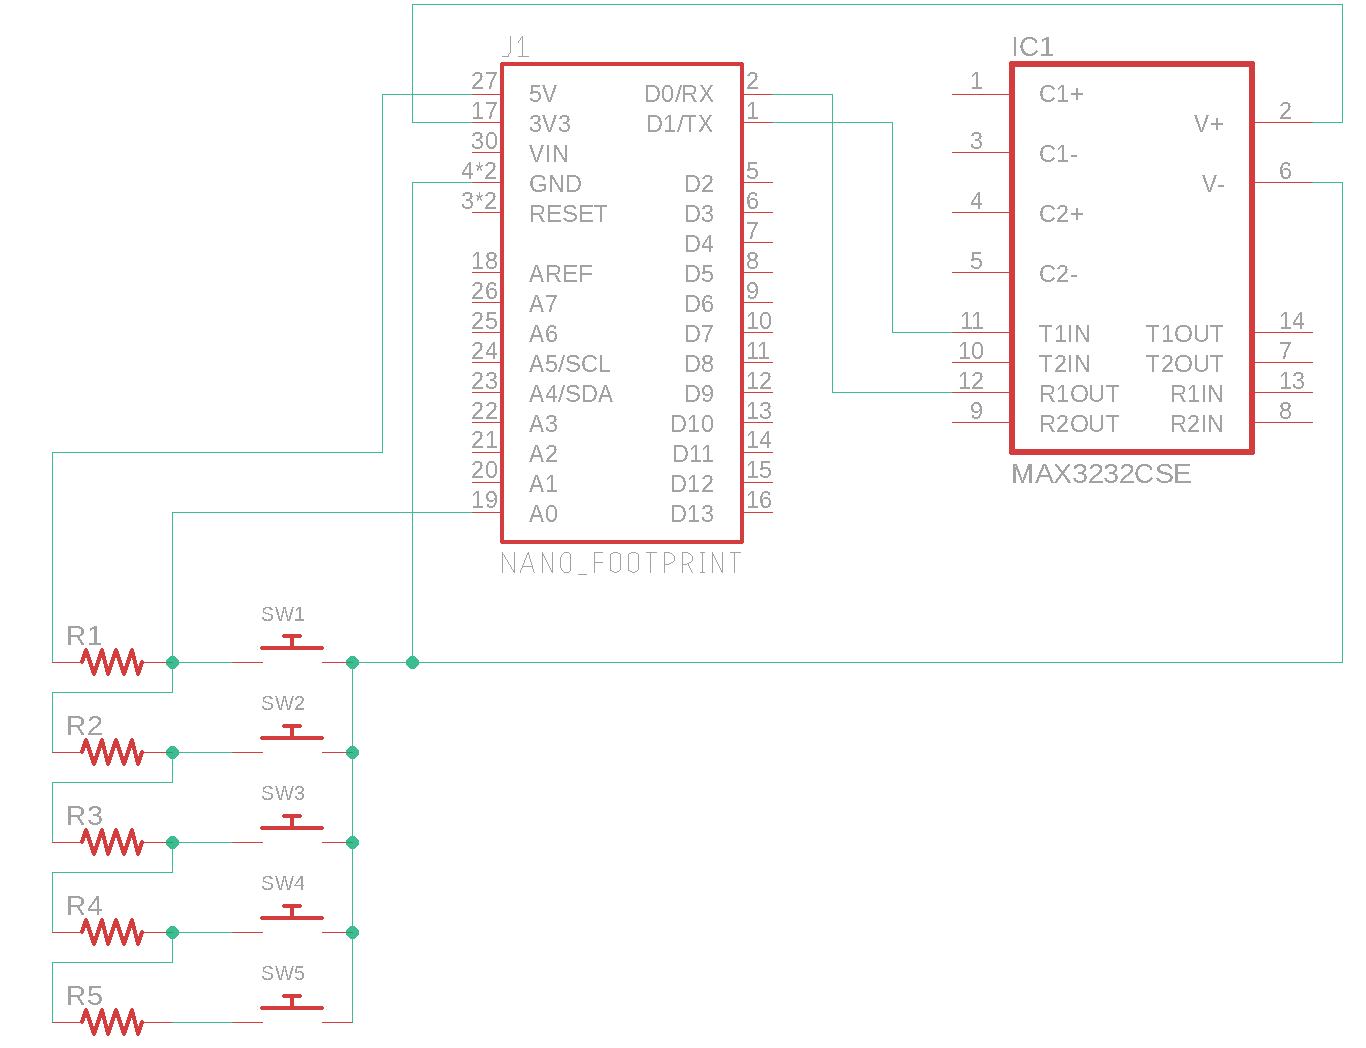 J1
27 5V D0/RX 2
17 3V3 D1/TX 1
30 VIN
4*2 GND D2 5
3*2 RESET D3 6
D4 7
18 AREF D5 8
26 A7 D6 9
25 A6 D7 10
24 A5/SCL D8 11
23 A4/SDA D9 12
22 A3 D10 13
21 A2 D11 14
20 A1 D12 15
19 A0 D13 16
NANO_FOOTPRINT
IC1
1 C1+
V+ 2
3 C1-
V- 6
4 C2+
5 C2-
11 T1IN T1OUT 14
10 T2IN T2OUT 7
12 R1OUT R1IN 13
9 R2OUT R2IN 8
MAX3232CSE
R1 SW1
R2 SW2
R3 SW3
R4 SW4
R5 SW5